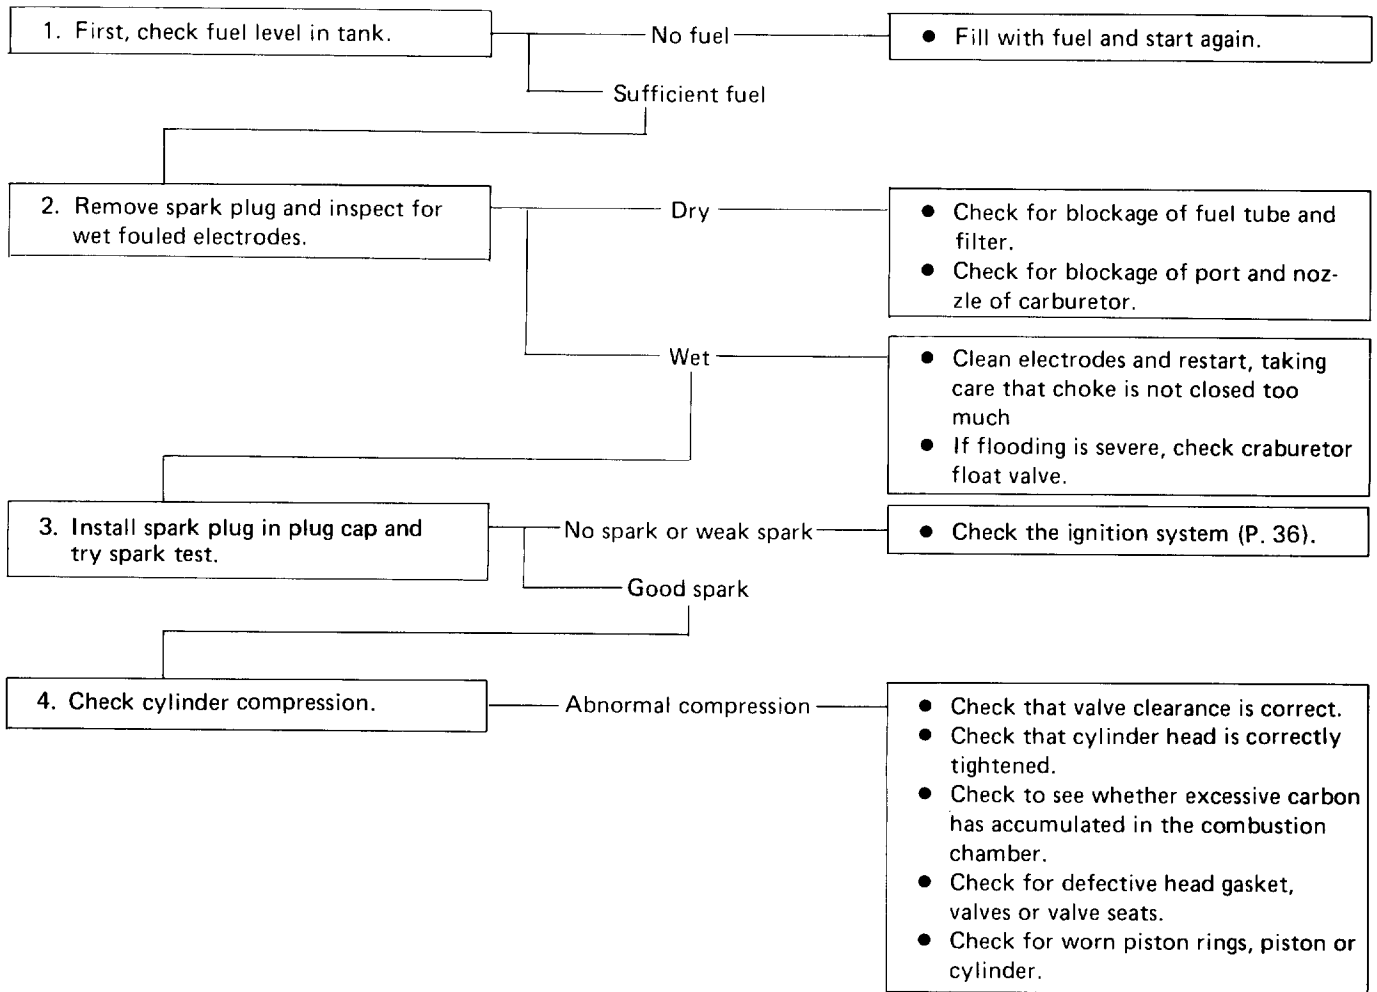 1. First, check fuel level in tank.
No fuel
● Fill with fuel and start again.
Sufficient fuel
2. Remove spark plug and inspect for
wet fouled electrodes.
Dry
● Check for blockage of fuel tube and
filter.
● Check for blockage of port and noz-
zle of carburetor.
Wet
● Clean electrodes and restart, taking
care that choke is not closed too
much
● If flooding is severe, check craburetor
float valve.
3. Install spark plug in plug cap and
try spark test.
No spark or weak spark
● Check the ignition system (P. 36).
Good spark
4. Check cylinder compression.
Abnormal compression
● Check that valve clearance is correct.
● Check that cylinder head is correctly
tightened.
● Check to see whether excessive carbon
has accumulated in the combustion
chamber.
● Check for defective head gasket,
valves or valve seats.
● Check for worn piston rings, piston or
cylinder.